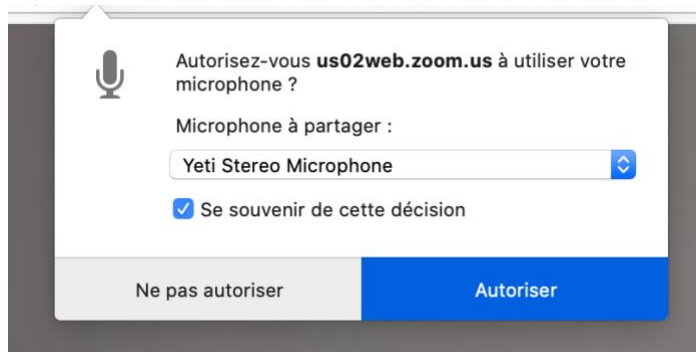 Autorisez-vous us02web.zoom.us à utiliser votre
microphone ?
Microphone à partager :
Yeti Stereo Microphone
Se souvenir de cette décision
Ne pas autoriser
Autoriser